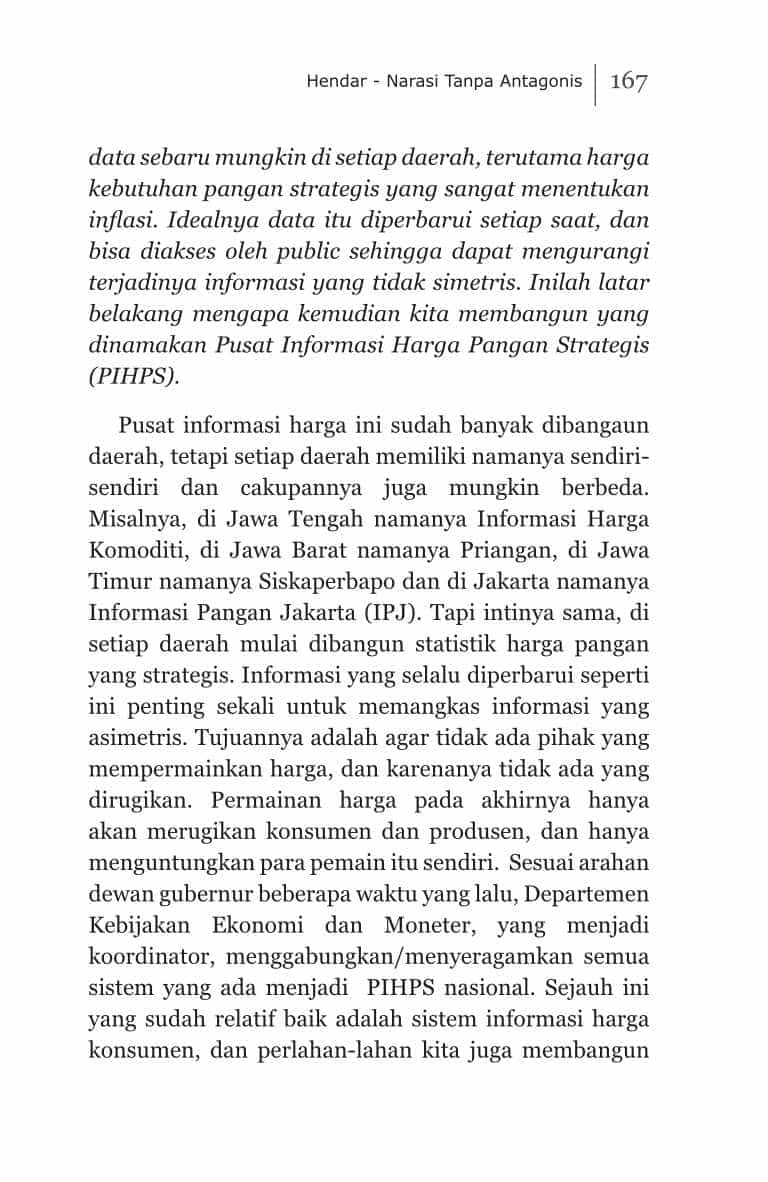 Hendar - Narasi Tanpa Antagonis 167
data sebaru mungkin di setiap daerah, terutama harga
kebutuhan pangan strategis yang sangat menentukan
inflasi. Idealnya data itu diperbarui setiap saat, dan
bisa diakses oleh public sehingga dapat mengurangi
terjadinya informasi yang tidak simetris. Inilah latar
belakang mengapa kemudian kita membangun yang
dinamakan Pusat Informasi Harga Pangan Strategis
(PIHPS).
Pusat informasi harga ini sudah banyak dibangaun
daerah, tetapi setiap daerah memiliki namanya sendiri-
sendiri dan cakupannya juga mungkin berbeda.
Misalnya, di Jawa Tengah namanya Informasi Harga
Komoditi, di Jawa Barat namanya Priangan, di Jawa
Timur namanya Siskaperbapo dan di Jakarta namanya
Informasi Pangan Jakarta (IPJ). Tapi intinya sama, di
setiap daerah mulai dibangun statistik harga pangan
yang strategis. Informasi yang selalu diperbarui seperti
ini penting sekali untuk memangkas informasi yang
asimetris. Tujuannya adalah agar tidak ada pihak yang
mempermainkan harga, dan karenanya tidak ada yang
dirugikan. Permainan harga pada akhirnya hanya
akan merugikan konsumen dan produsen, dan hanya
menguntungkan para pemain itu sendiri.  Sesuai arahan
dewan gubernur beberapa waktu yang lalu, Departemen
Kebijakan Ekonomi dan Moneter, yang menjadi
koordinator, menggabungkan/menyeragamkan semua
sistem yang ada menjadi  PIHPS nasional. Sejauh ini
yang sudah relatif baik adalah sistem informasi harga
konsumen, dan perlahan-lahan kita juga membangun